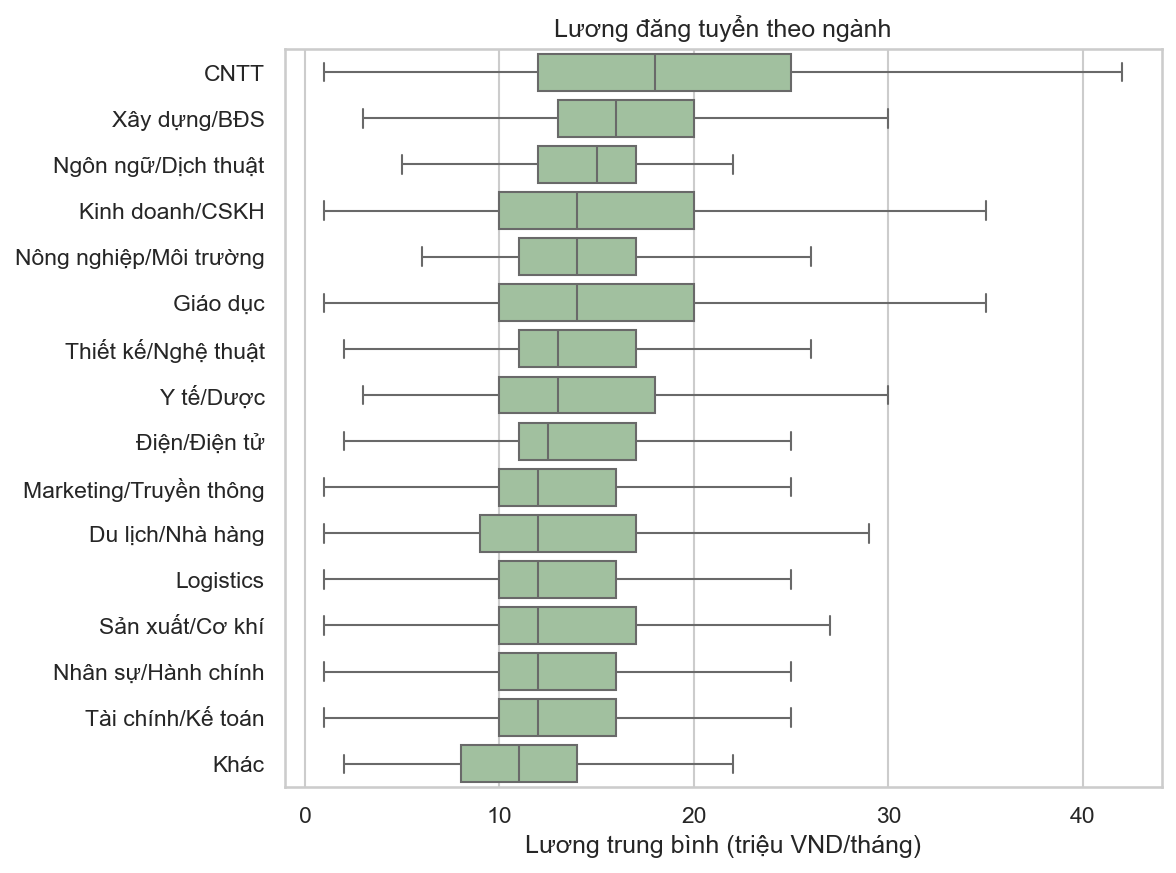 Lương đăng tuyển theo ngành
CNTT
Xây dựng/BĐS
Ngôn ngữ/Dịch thuật
Kinh doanh/CSKH
Nông nghiệp/Môi trường
Giáo dục
Thiết kế/Nghệ thuật
Y tế/Dược
Điện/Điện tử
Marketing/Truyền thông
Du lịch/Nhà hàng
Logistics
Sản xuất/Cơ khí
Nhân sự/Hành chính
Tài chính/Kế toán
Khác
0 10 20 30 40
Lương trung bình (triệu VND/tháng)